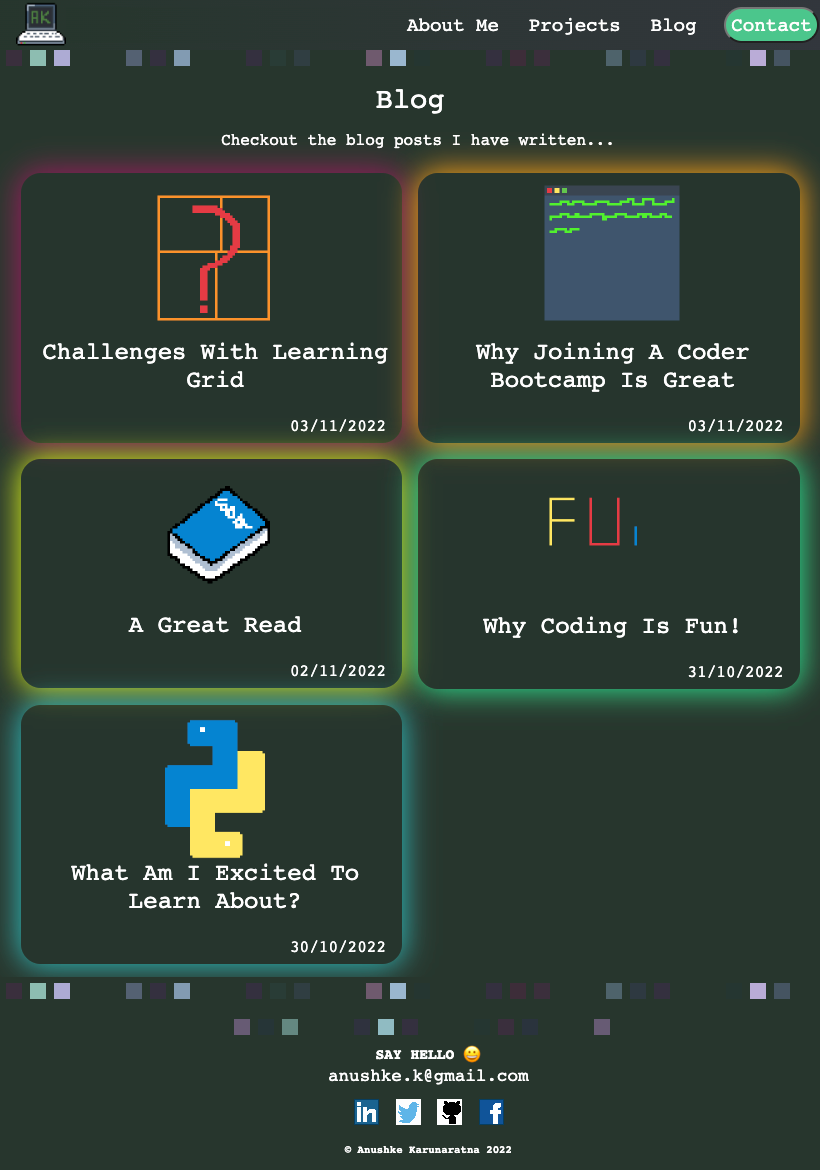 AK
About Me Projects Blog Contact
Blog
Checkout the blog posts I have written...
Challenges With Learning
Grid
03/11/2022
Why Joining A Coder
Bootcamp Is Great
03/11/2022
A Great Read
02/11/2022
FU
Why Coding Is Fun!
31/10/2022
What Am I Excited To
Learn About?
30/10/2022
SAY HELLO 😀
anushke.k@gmail.com
in
f
© Anushke Karunaratna 2022